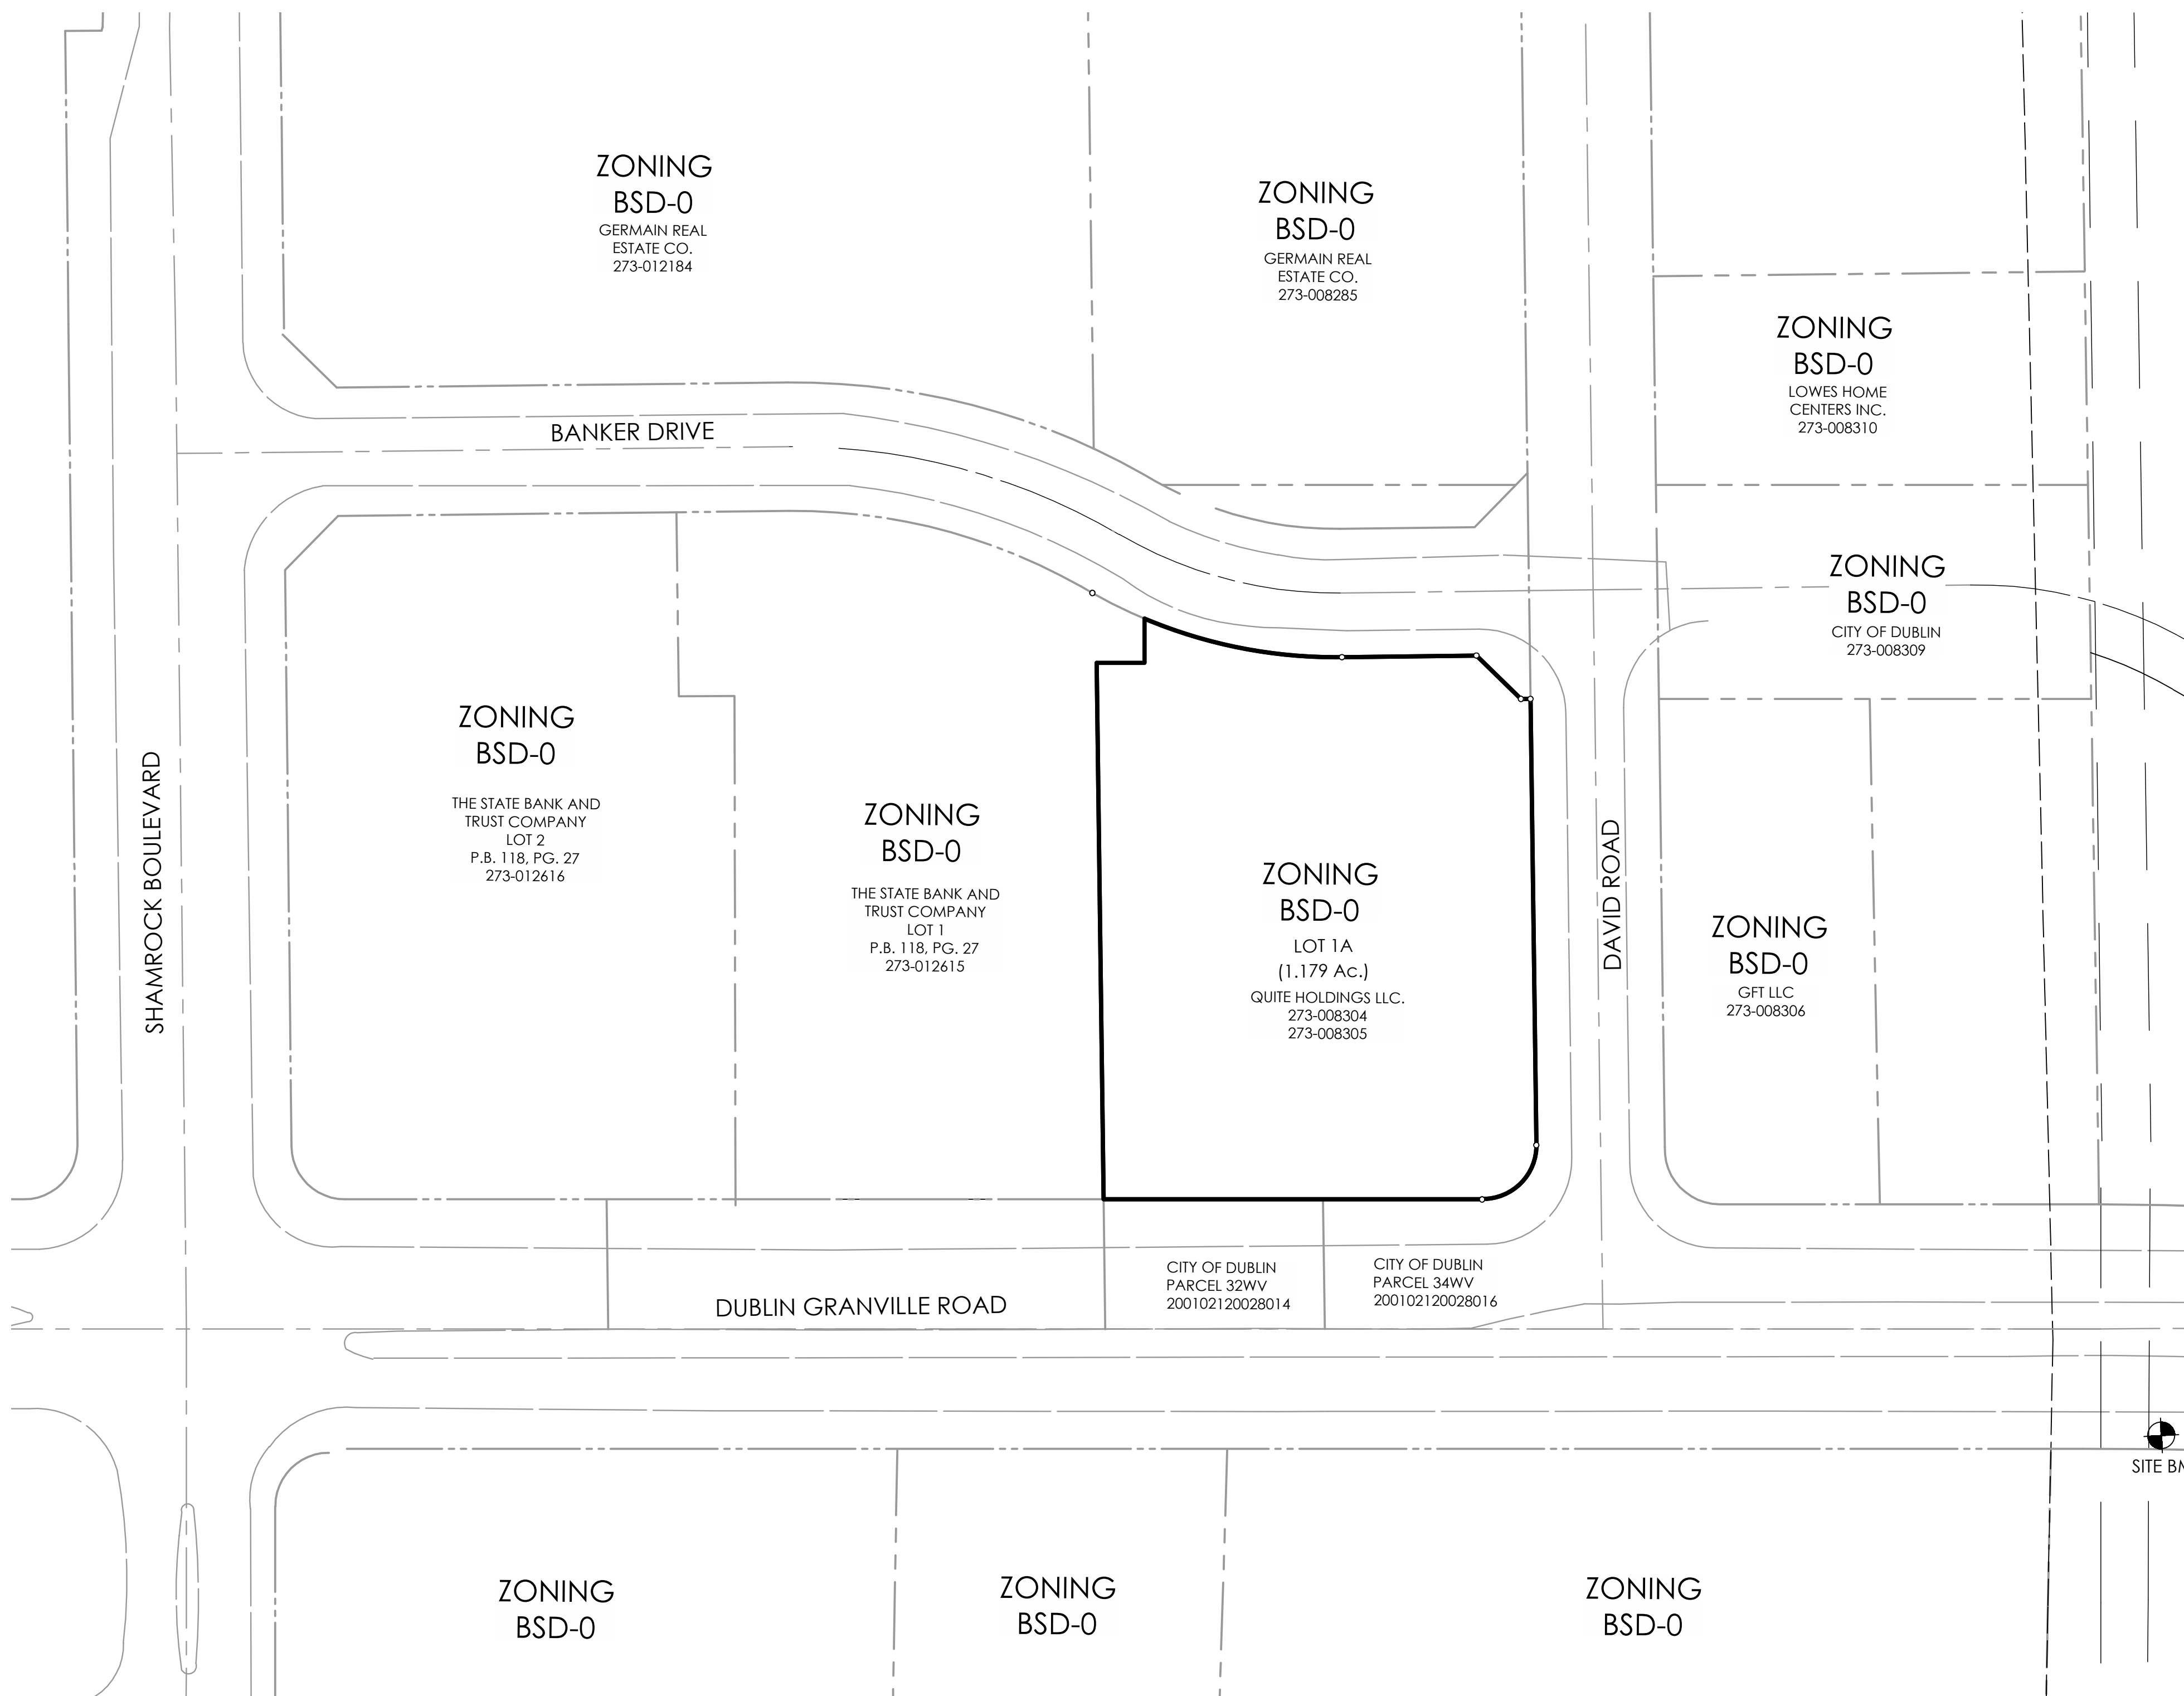 ZONING
BSD-0
GERMAIN REAL
ESTATE CO.
273-012184
ZONING
BSD-0
GERMAIN REAL
ESTATE CO.
273-008285
ZONING
BSD-0
LOWES HOME
CENTERS INC.
273-008310
BANKER DRIVE
ZONING
BSD-0
CITY OF DUBLIN
273-008309
SHAMROCK BOULEVARD
ZONING
BSD-0
THE STATE BANK AND
TRUST COMPANY
LOT 2
P.B. 118, PG. 27
273-012616
ZONING
BSD-0
THE STATE BANK AND
TRUST COMPANY
LOT 1
P.B. 118, PG. 27
273-012615
ZONING
BSD-0
LOT 1A
(1.179 Ac.)
QUITE HOLDINGS LLC.
273-008304
273-008305
DAVID ROAD
ZONING
BSD-0
GFT LLC
273-008306
DUBLIN GRANVILLE ROAD
CITY OF DUBLIN
PARCEL 32WV
200102120028014
CITY OF DUBLIN
PARCEL 34WV
200102120028016
SITE
ZONING
BSD-0
ZONING
BSD-0
ZONING
BSD-0